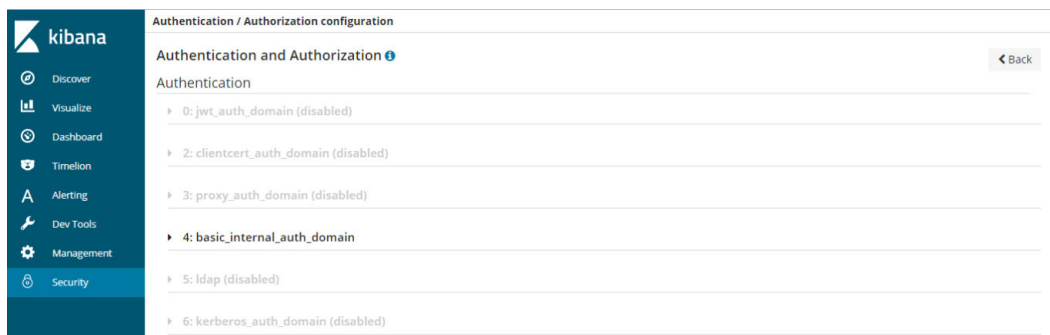 kibana
Discover
Visualize
Dashboard
Timelion
Alerting
Dev Tools
Management
Security
Authentication / Authorization configuration
Authentication and Authorization
Back
Authentication
0: jwt_auth_domain (disabled)
2: clientcert_auth_domain (disabled)
3: proxy_auth_domain (disabled)
4: basic_internal_auth_domain
5: ldap (disabled)
6: kerberos_auth_domain (disabled)